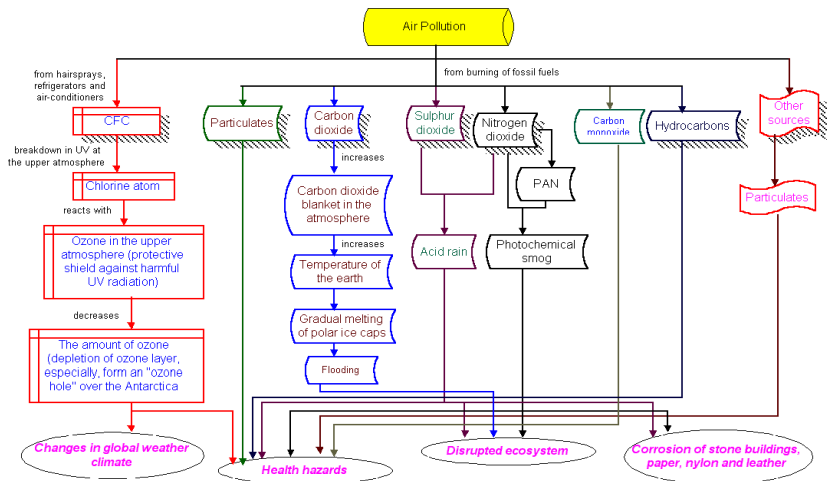 Air Pollution
from hairsprays,
refrigerators and
air-conditioners
from burning of fossil fuels
CFC
Particulates
Carbon
dioxide
Sulphur
dioxide
Nitrogen
dioxide
Carbon
monoxide
Hydrocarbons
Other
sources
breakdown in UV at
the upper atmosphere
increases
Chlorine atom
Carbon dioxide
blanket in the
atmosphere
PAN
Particulates
reacts with
increases
Ozone in the upper
atmosphere (protective
shield against harmful
UV radiation)
Temperature of
the earth
Acid rain
Photochemical
smog
decreases
Gradual melting
of polar ice caps
The amount of ozone
(depletion of ozone layer,
especially, form an "ozone
hole" over the Antarctica
Flooding
Changes in global weather
climate
Health hazards
Disrupted ecosystem
Corrosion of stone buildings,
paper, nylon and leather